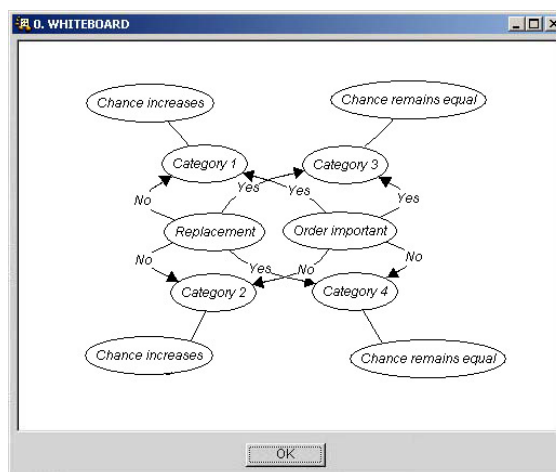 0. WHITEBOARD
Chance increases
Chance remains equal
Category 1
Category 3
Yes
Yes
No
Yes
Replacement
Order important
No
Yes
No
No
Category 2
Category 4
Chance increases
Chance remains equal
OK